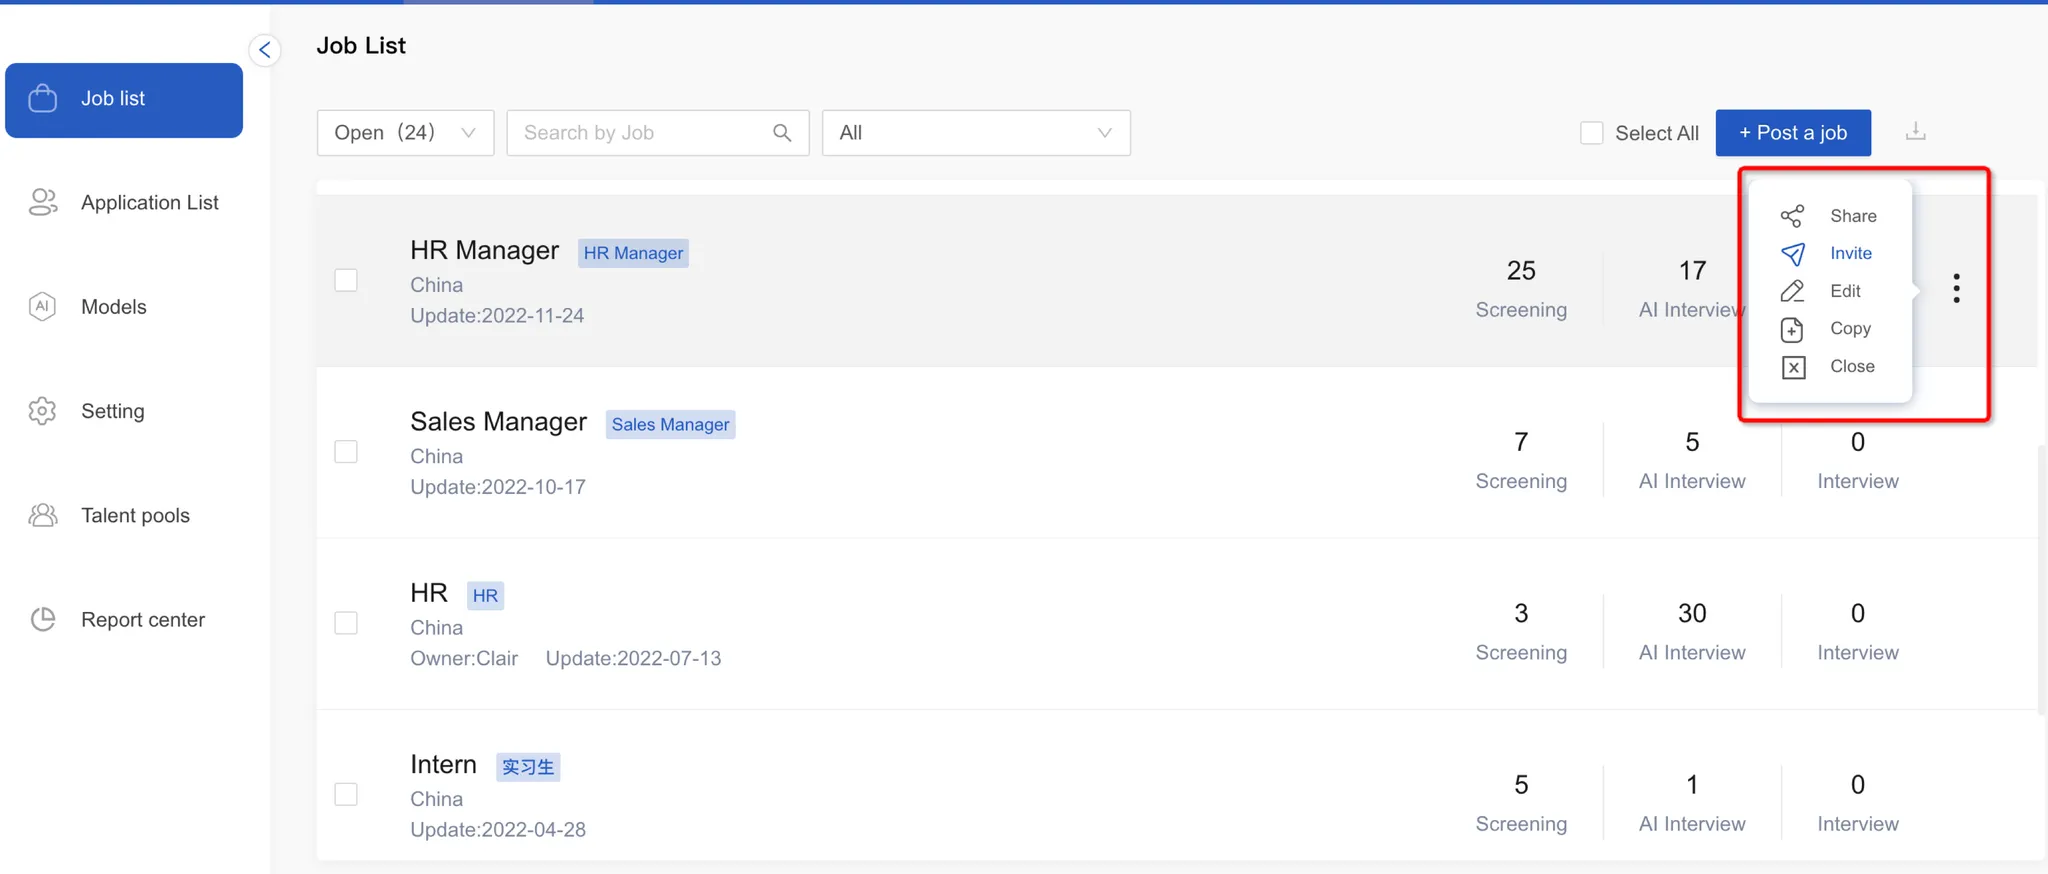 Job List
Job list
Application List
Models
AI
Setting
Talent pools
Report center
Open (24)
Search by Job
All
Select All
+ Post a job
HR Manager HR Manager
China
Update:2022-11-24
25
Screening
17
AI Interview
Share
Invite
Edit
Copy
Close
Sales Manager Sales Manager
China
Update:2022-10-17
7
Screening
5
AI Interview
0
Interview
HR HR
China
Owner:Clair Update:2022-07-13
3
Screening
30
AI Interview
0
Interview
Intern 实习生
China
Update:2022-04-28
5
Screening
1
AI Interview
0
Interview